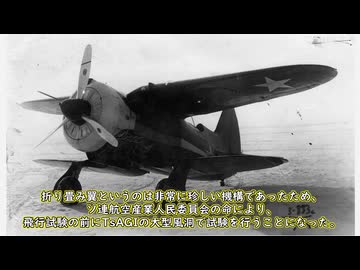 折り畳み翼というのは非常に珍しい機構であったため、
ソ連航空産業人民委員会の命により、
飛行試験の前にTsAGIの大型風洞で試験を行うことになった。